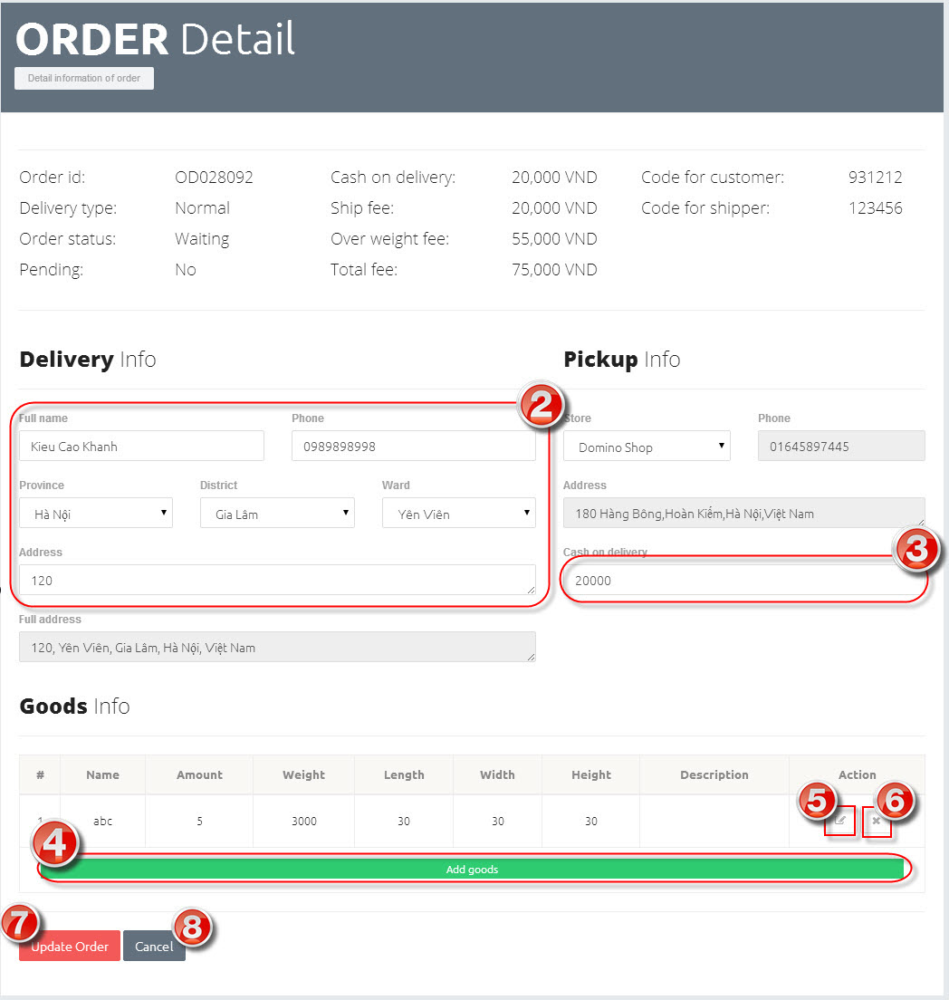 ORDER Detail
Detail information of order
Order id: OD028092 Cash on delivery: 20,000 VND Code for customer: 931212
Delivery type: Normal Ship fee: 20,000 VND Code for shipper: 123456
Order status: Waiting Over weight fee: 55,000 VND
Pending: No Total fee: 75,000 VND
Delivery Info
2
Full name Phone
Kieu Cao Khanh 0989898998
Province District Ward
Hà Nội Gia Lâm Yên Viên
Address
120
Full address
120, Yên Viên, Gia Lâm, Hà Nội, Việt Nam
Pickup Info
Store Phone
Domino Shop 01645897445
Address
180 Hàng Bông,Hoàn Kiếm,Hà Nội,Việt Nam
Cash on delivery
3
20000
Goods Info
# Name Amount Weight Length Width Height Description Action
5 6
1 abc 5 3000 30 30 30
4
Add goods
7 8
Update Order Cancel